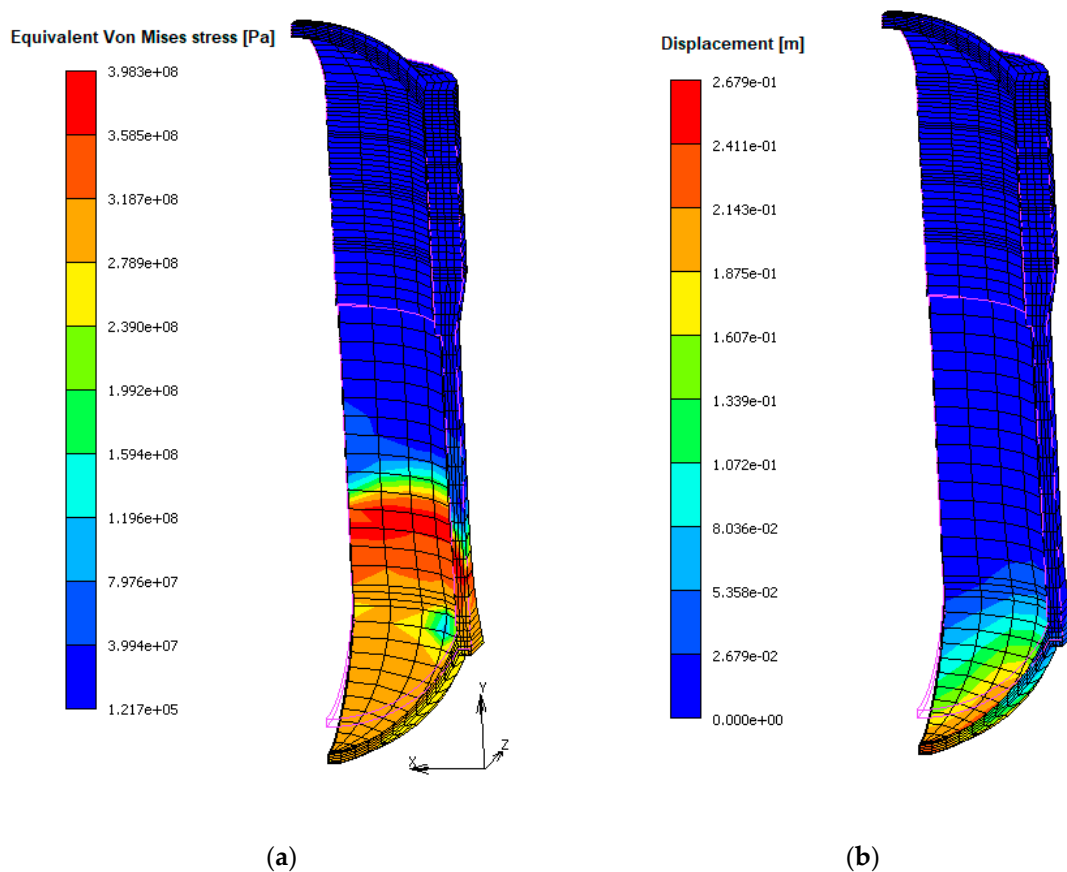 Equivalent Von Mises stress [Pa]
3.983e+08
3.585e+08
3.187e+08
2.789e+08
2.390e+08
1.992e+08
1.594e+08
1.196e+08
7.976e+07
3.994e+07
1.217e+05
Y
Z
X
(a)
Displacement [m]
2.679e-01
2.411e-01
2.143e-01
1.875e-01
1.607e-01
1.339e-01
1.072e-01
8.036e-02
5.358e-02
2.679e-02
0.000e+00
(b)